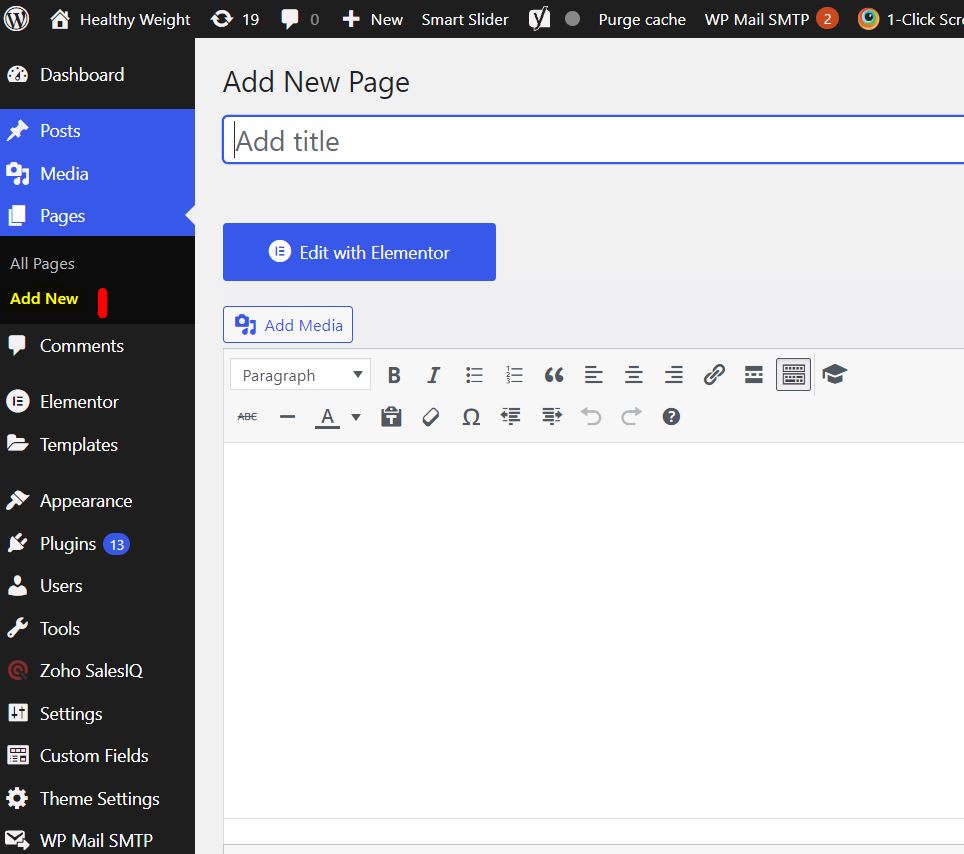 Healthy Weight 19 0 New Smart Slider Purge cache WP Mail SMTP 2 1-Click Scre
Dashboard
Posts
Media
Pages
All Pages
Add New
Comments
Elementor
Templates
Appearance
Plugins 13
Users
Tools
Zoho SalesIQ
Settings
Custom Fields
Theme Settings
WP Mail SMTP
Add New Page
Add title
Edit with Elementor
Add Media
Paragraph B I
ABC A Ω